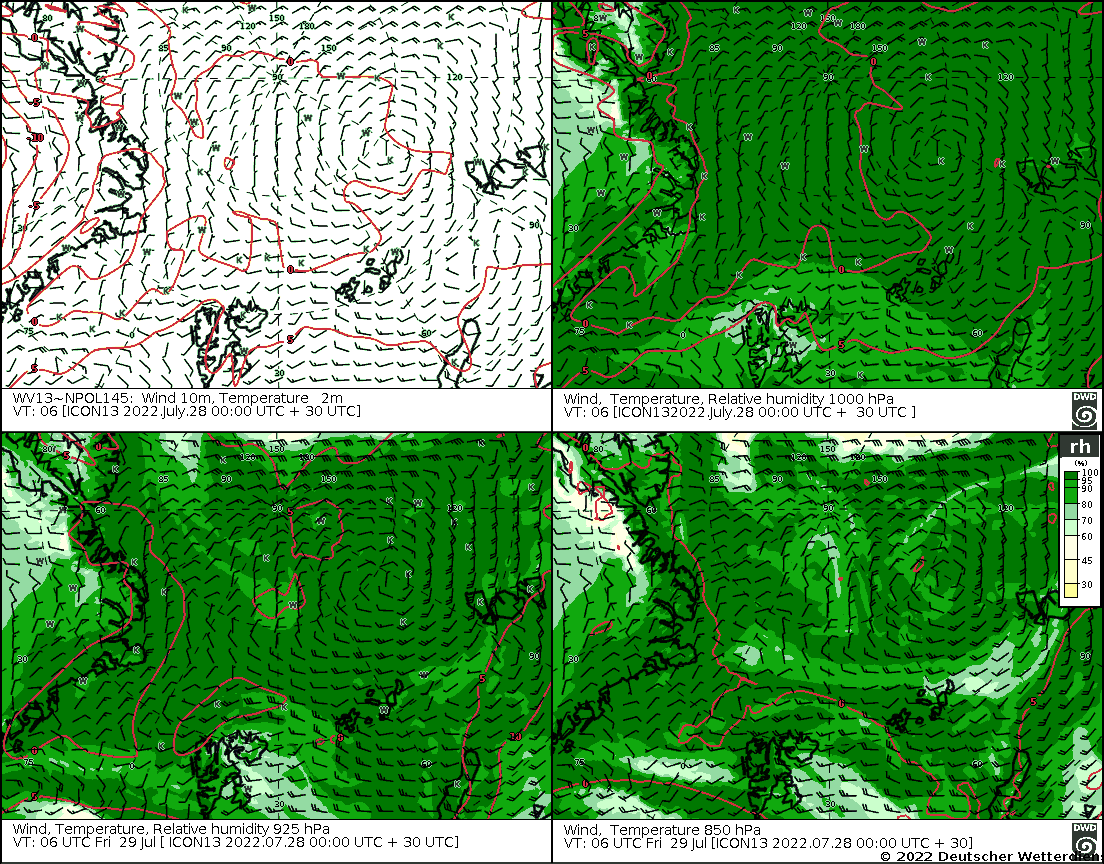 WV13~NPOL145: Wind 10m, Temperature 2m
VT: 06 [ICON13 2022.July.28 00:00 UTC + 30 UTC]
Wind, Temperature, Relative humidity 1000 hPa
VT: 06 [ICON132022.July.28 00:00 UTC + 30 UTC ]
DWD
rh
(%)
100
95
90
80
70
60
45
30
Wind, Temperature, Relative humidity 925 hPa
VT: 06 UTC Fri 29 Jul [ ICON13 2022.07.28 00:00 UTC + 30 UTC]
Wind, Temperature 850 hPa
VT: 06 UTC Fri 29 Jul [ICON13 2022.07.28 00:00 UTC + 30]
DWD